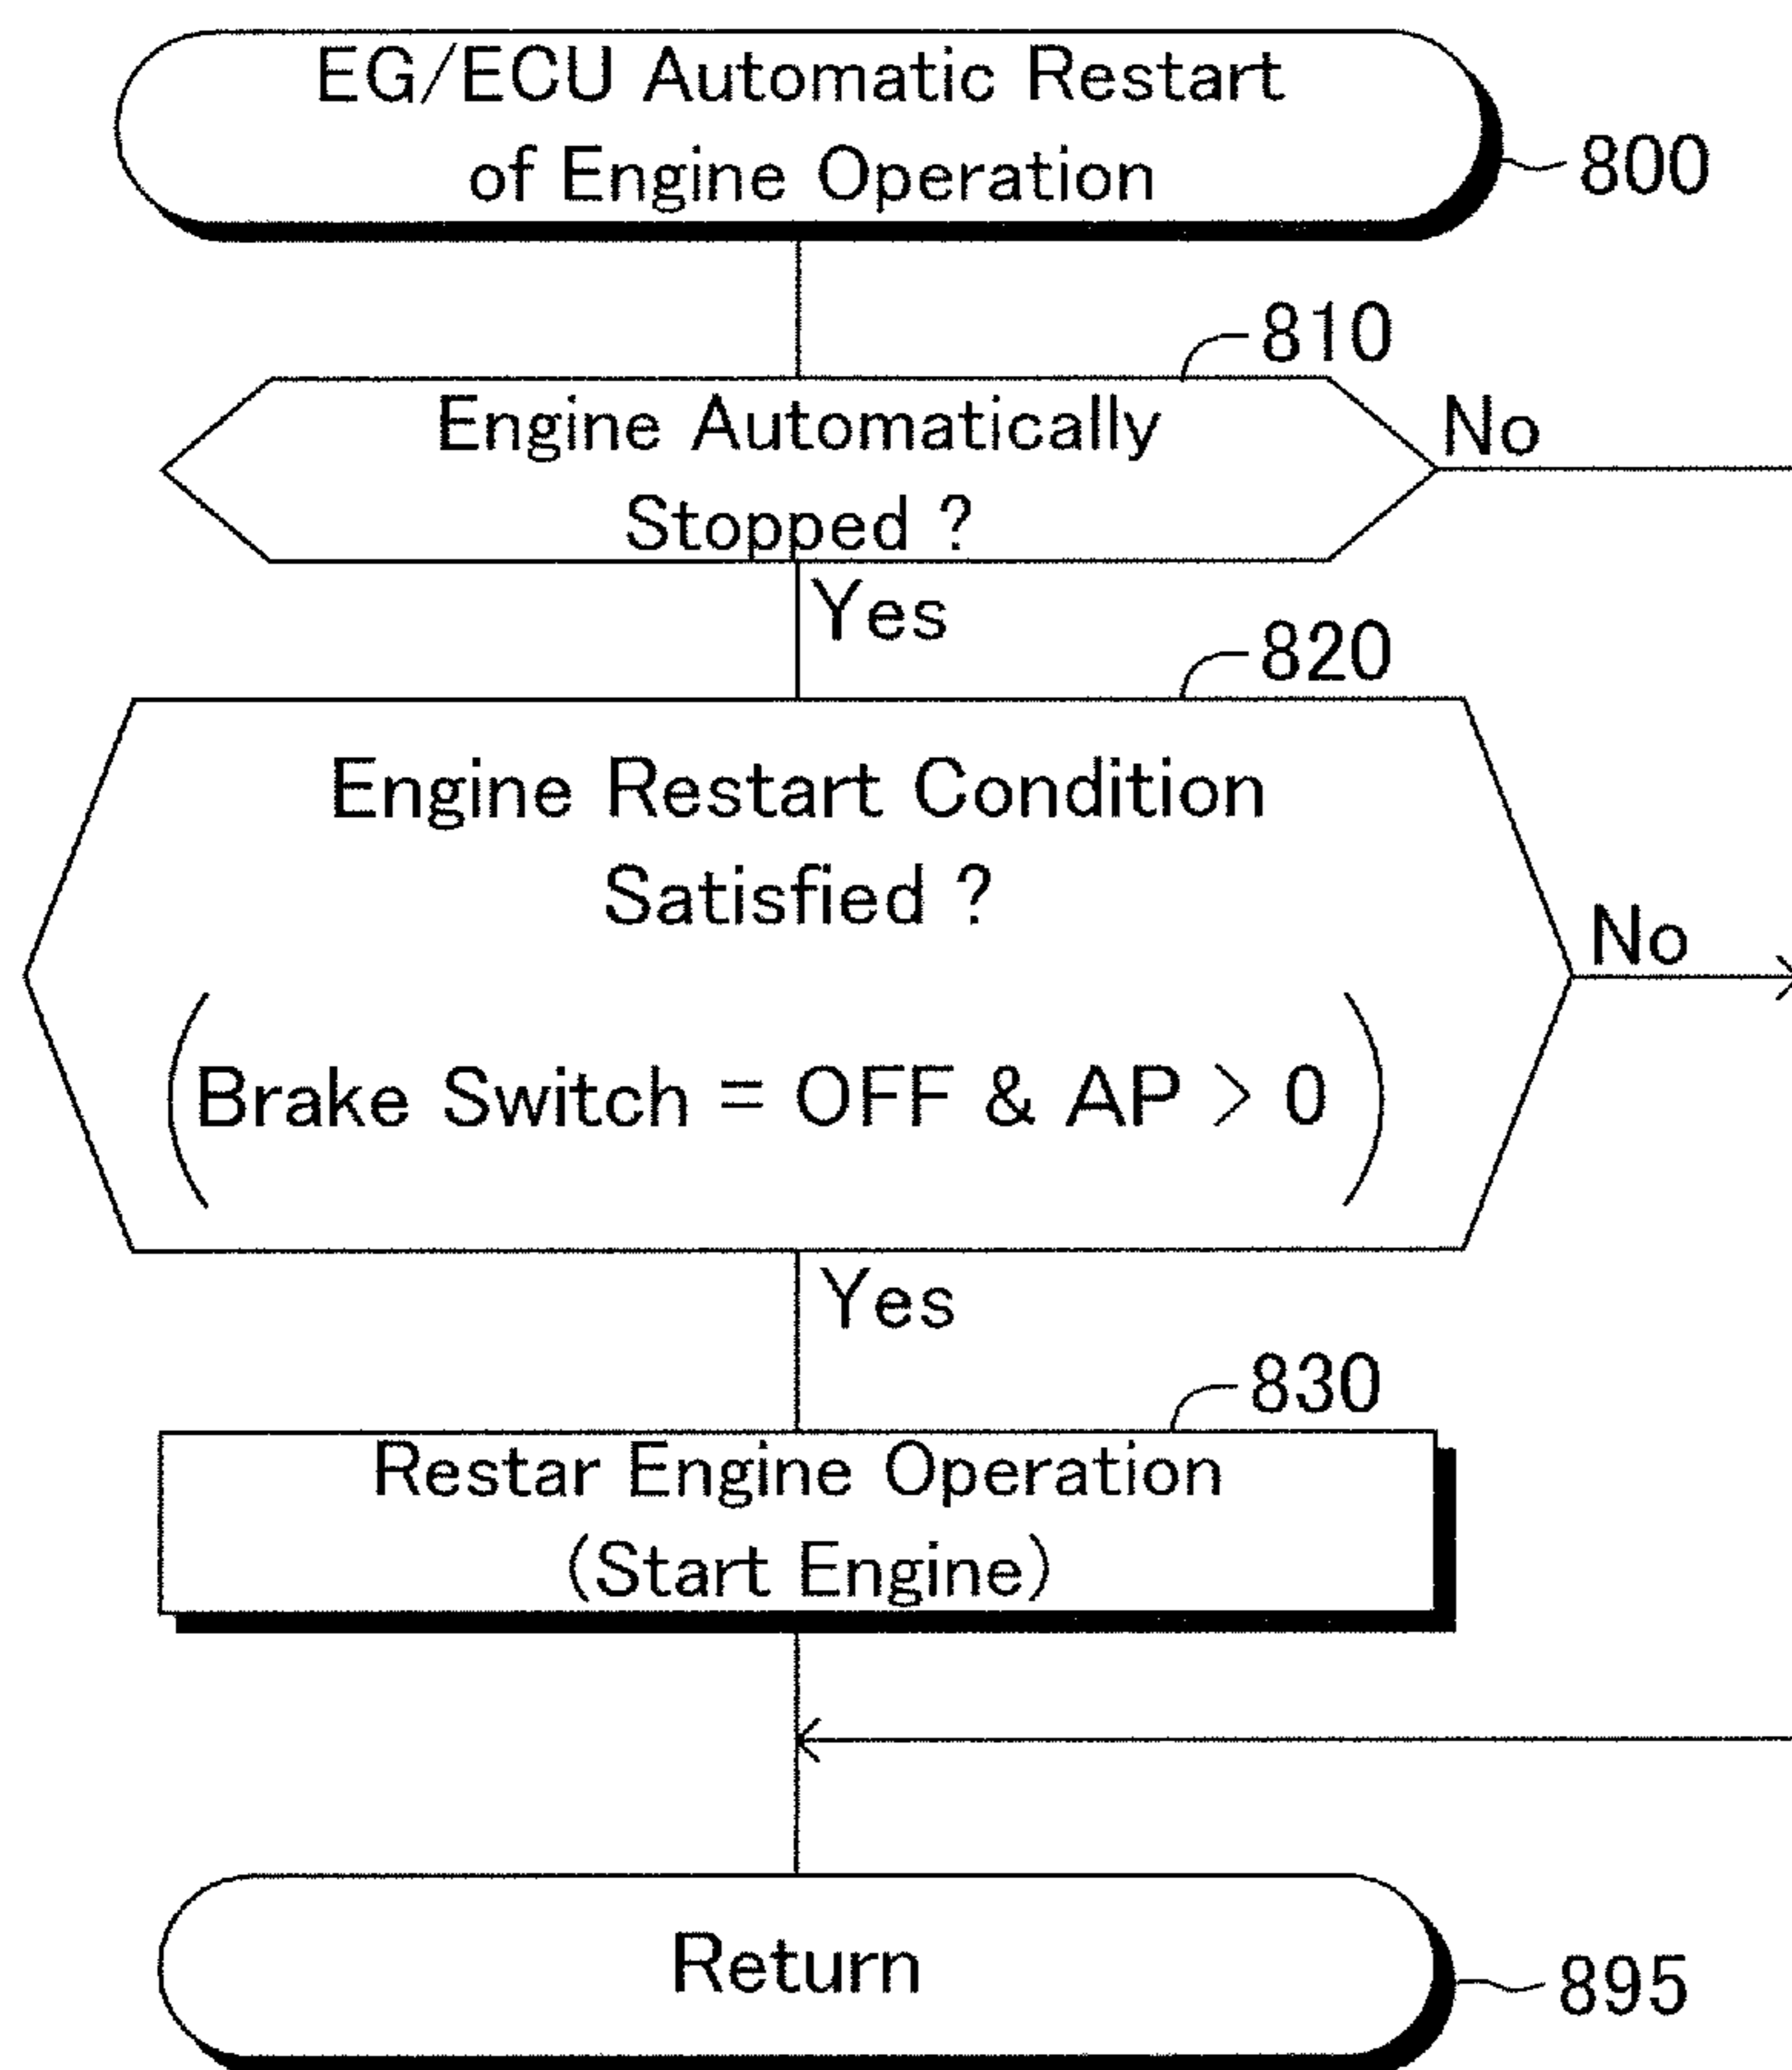 EG/ECU Automatic Restart
of Engine Operation
800
810
Engine Automatically
Stopped ?
No
Yes
820
Engine Restart Condition
Satisfied ?
(Brake Switch = OFF & AP > 0)
No
Yes
830
Restar Engine Operation
(Start Engine)
Return
895